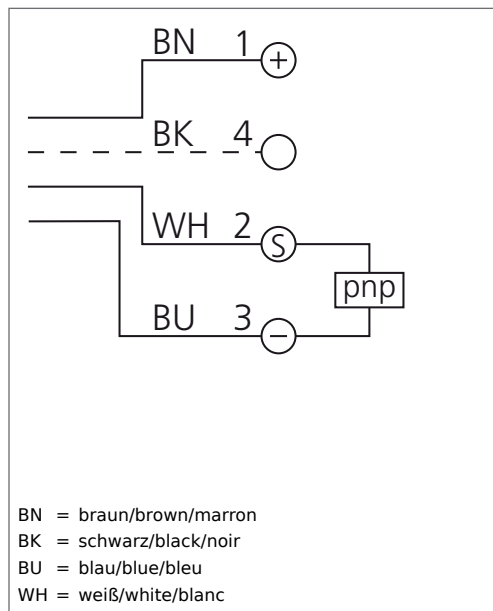 BN 1 +
BK 4
WH 2 S
pnp
BU 3 −
BN = braun/brown/marron
BK = schwarz/black/noir
BU = blau/blue/bleu
WH = weiß/white/blanc